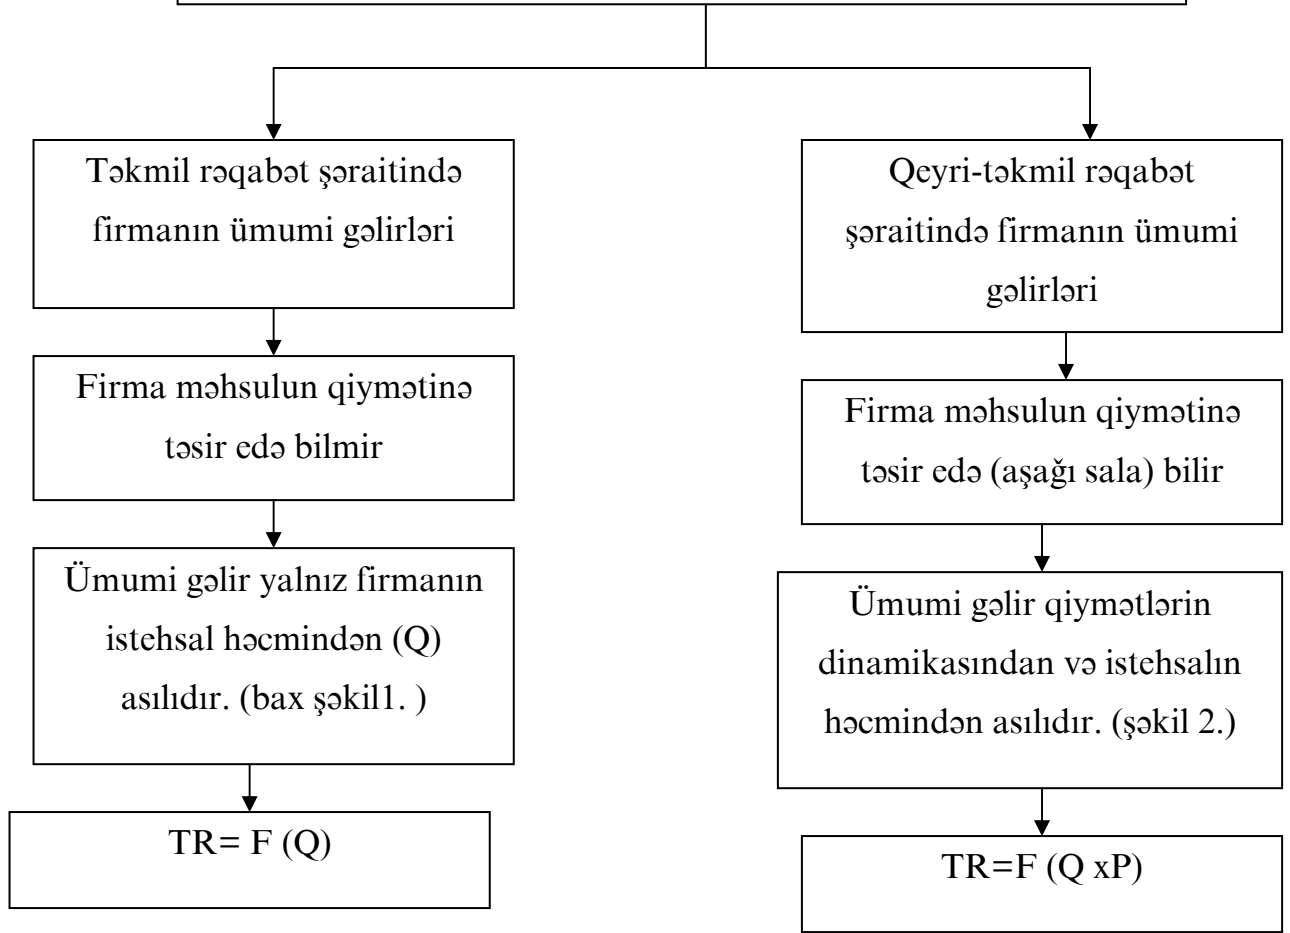 Təkmil rəqabət şəraitində
firmanın ümumi gəlirləri
Firma məhsulun qiymətinə
təsir edə bilmir
Ümumi gəlir yalnız firmanın
istehsal həcmindən (Q)
asılıdır. (bax şəkil1. )
TR= F (Q)
Qeyri-təkmil rəqabət
şəraitində firmanın ümumi
gəlirləri
Firma məhsulun qiymətinə
təsir edə (aşağı sala) bilir
Ümumi gəlir qiymətlərin
dinamikasından və istehsalın
həcmindən asılıdır. (şəkil 2.)
TR=F (Q xP)